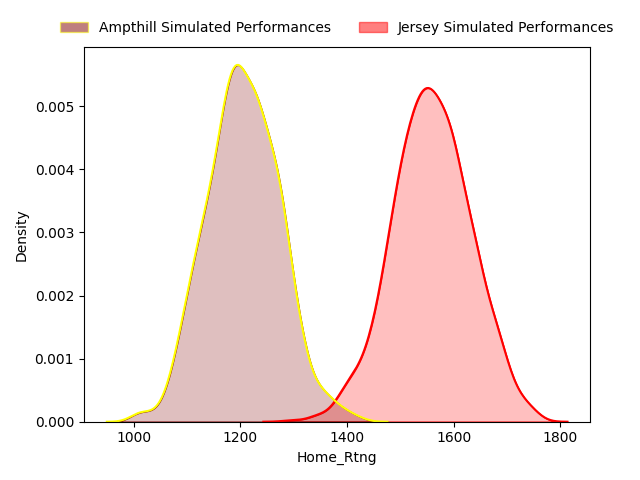 Ampthill Simulated Performances Jersey Simulated Performances
Density
0.005
0.004
0.003
0.002
0.001
0.000
1000 1200 1400 1600 1800
Home_Rtng